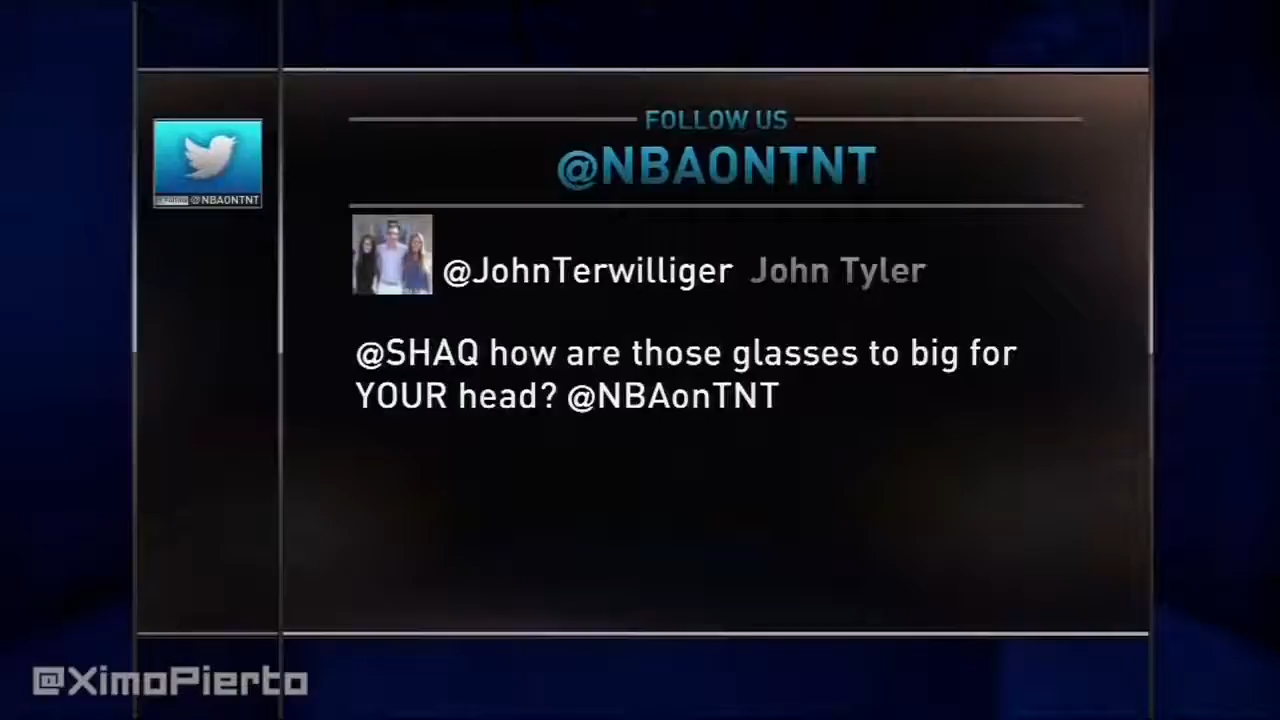 FOLLOW US
@NBAONTNT
@NBAONTNT
@JohnTerwilliger John Tyler
@SHAQ how are those glasses to big for
YOUR head? @NBAonTNT
@XimoPierto